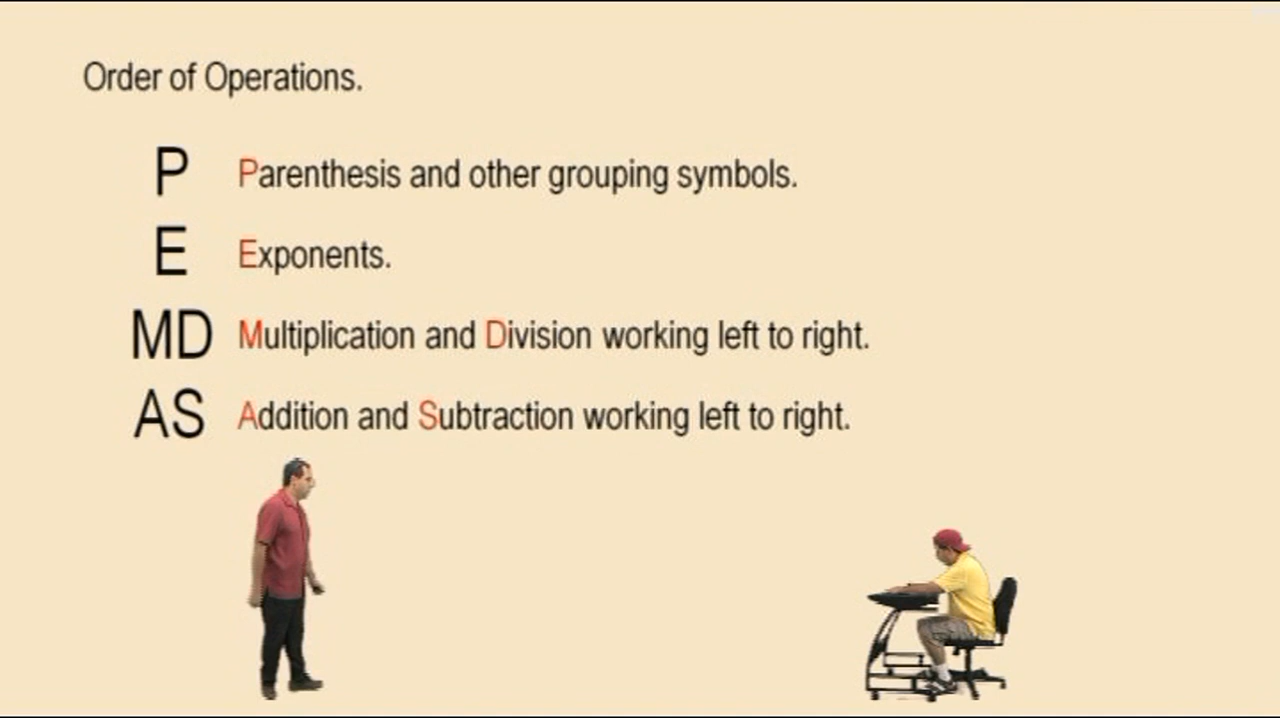 Order of Operations.
P Parenthesis and other grouping symbols.
E Exponents.
MD Multiplication and Division working left to right.
AS Addition and Subtraction working left to right.